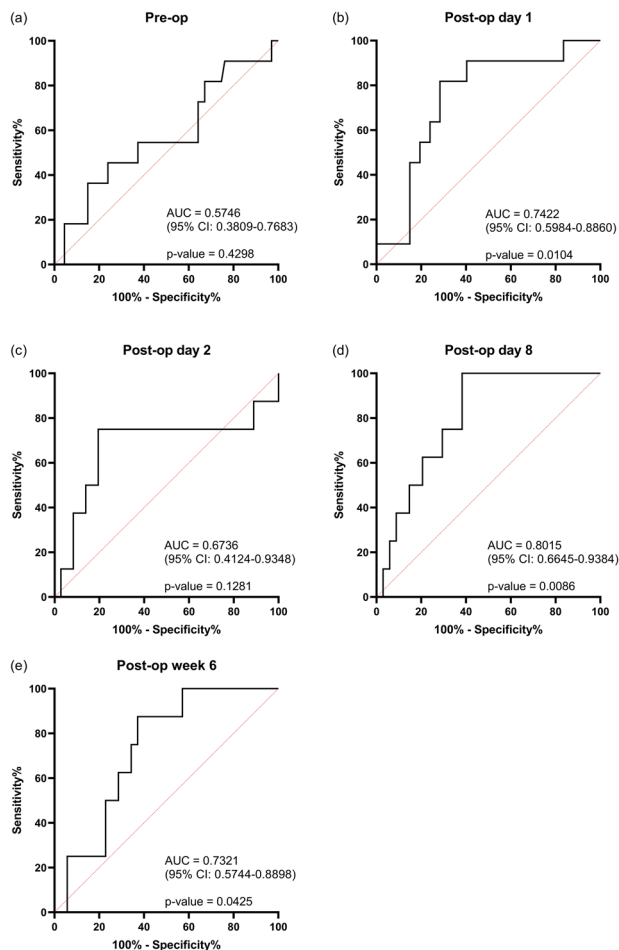 (a)
Pre-op
100
80
60
40
20
0
Sensitivity%
AUC = 0.5746
(95% CI: 0.3809-0.7683)
p-value = 0.4298
0 20 40 60 80 100
100% - Specificity%
(b)
Post-op day 1
100
80
60
40
20
0
Sensitivity%
AUC = 0.7422
(95% CI: 0.5984-0.8860)
p-value = 0.0104
0 20 40 60 80 100
100% - Specificity%
(c)
Post-op day 2
100
80
60
40
20
0
Sensitivity%
AUC = 0.6736
(95% CI: 0.4124-0.9348)
p-value = 0.1281
0 20 40 60 80 100
100% - Specificity%
(d)
Post-op day 8
100
80
60
40
20
0
Sensitivity%
AUC = 0.8015
(95% CI: 0.6645-0.9384)
p-value = 0.0086
0 20 40 60 80 100
100% - Specificity%
(e)
Post-op week 6
100
80
60
40
20
0
Sensitivity%
AUC = 0.7321
(95% CI: 0.5744-0.8898)
p-value = 0.0425
0 20 40 60 80 100
100% - Specificity%